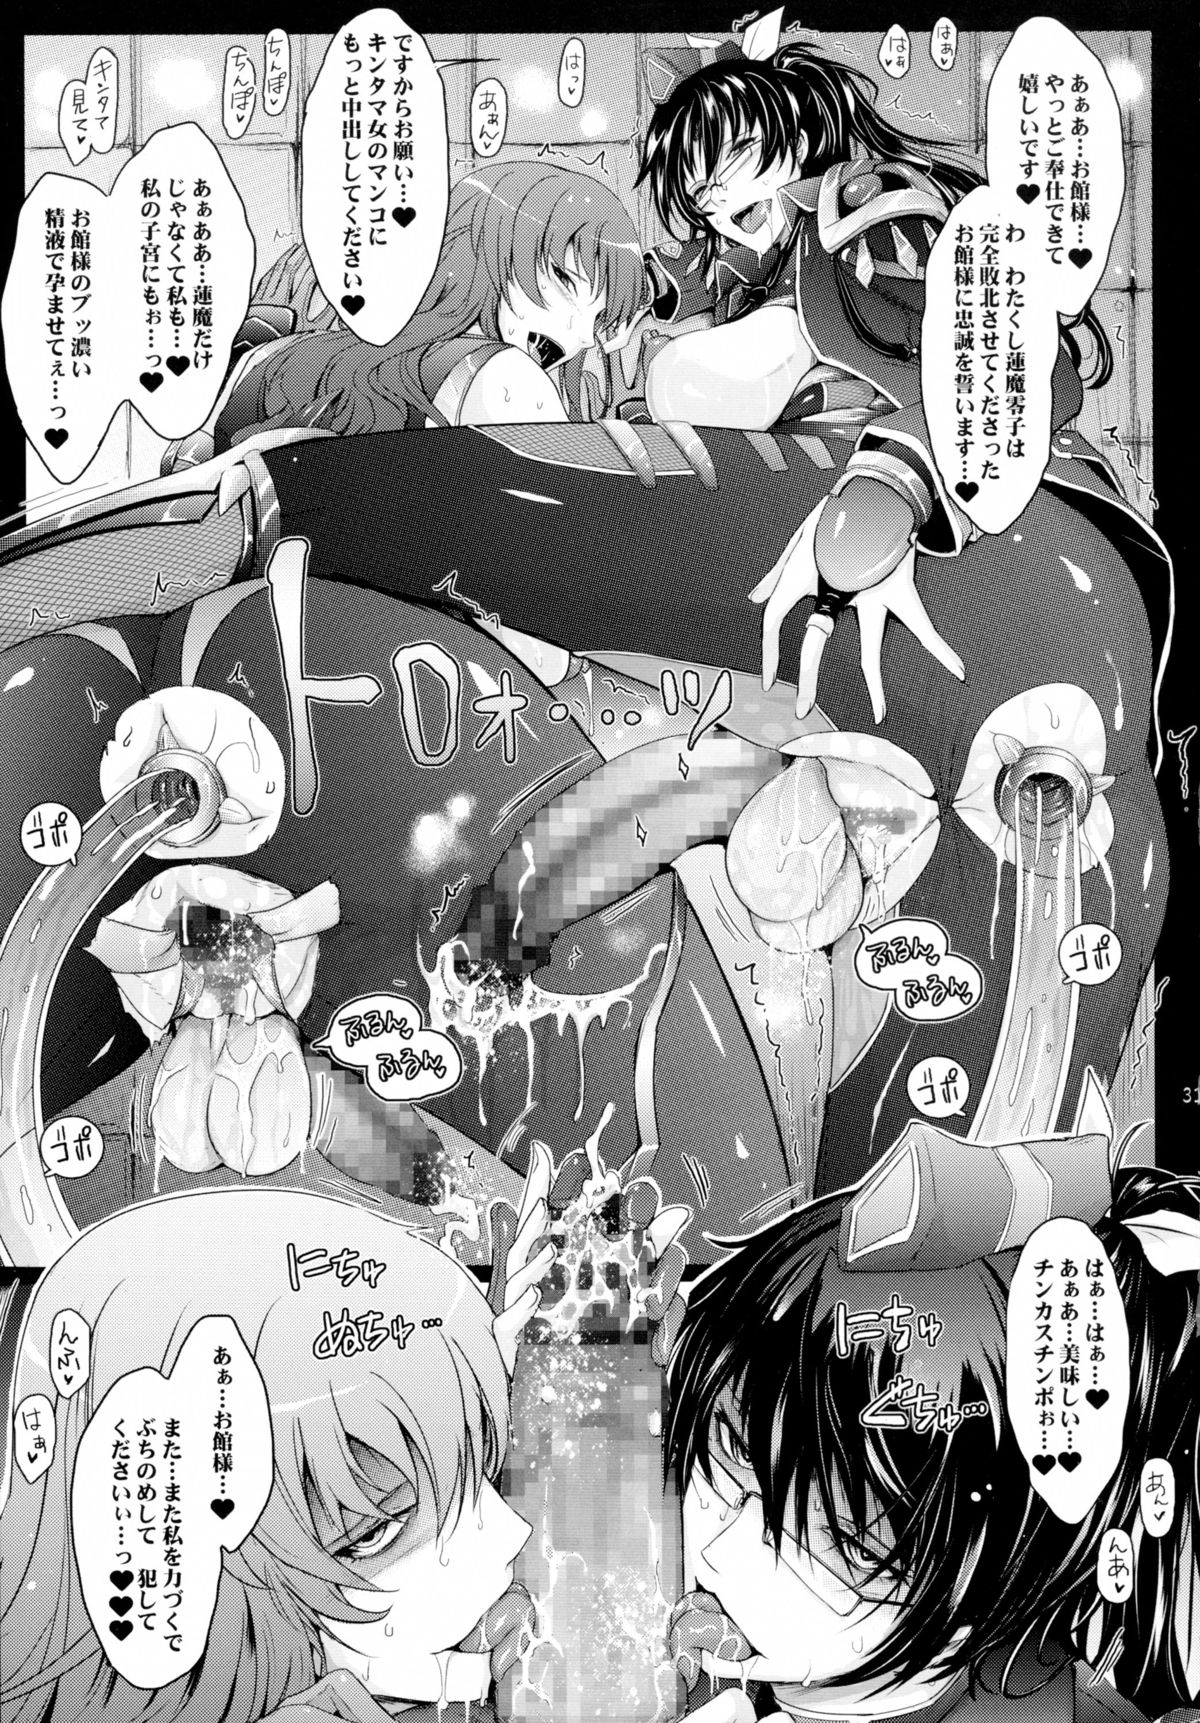 あぁあ…お館様…♥
やっとご奉仕できて
嬉しいです♥
わ　わたくし蓮魔零子は
完全敗北させてくださった
お館様に忠誠を誓います…♥
はぁ♥
はぁ♥
はぁ♥
はっ♥
あぁん♥
ですからお願い…♥
キンタマ女のマンコに
もっと中出ししてください♥
ちんぽ♥
ちんぽ♥
キンタマ
見て♥
あぁああ…蓮魔だけ
じゃなくて私も…♥
私の子宮にもぉ…っ♥
お館様のブッ濃い
精液で孕ませてぇ…っ♥
トロォ…ッ
ゴポ
ゴポ
ゴポ
ゴポ
ふるん♥
ふるん♥
ふるん♥
ふるん♥
31
はぁ…はぁ…♥
あぁあ…美味しい…♥
チンカスチンポぉ…♥
あんっ♥
んあ♥
にちゅ
ぐちゅ…
にちゅ
ぬちゅ…
あぁ…お館様…♥
また…また私を力づくで
ぶちのめして　犯して
くださいぃ…っ♥♥♥
んふ♥
はぁ♥